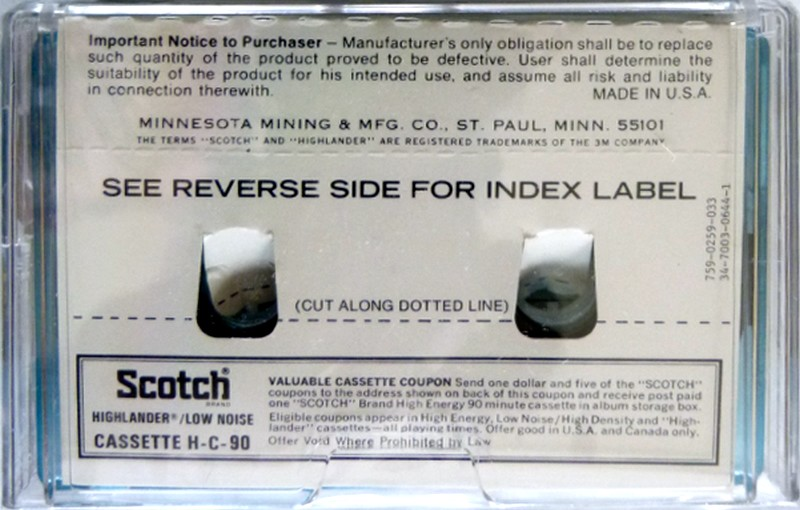 Important Notice to Purchaser – Manufacturer's only obligation shall be to replace
such quantity of the product proved to be defective. User shall determine the
suitability of the product for his intended use, and assume all risk and liability
in connection therewith. MADE IN U.S.A.
MINNESOTA MINING & MFG. CO., ST. PAUL, MINN. 55101
THE TERMS "SCOTCH" AND "HIGHLANDER" ARE REGISTERED TRADEMARKS OF THE 3M COMPANY
SEE REVERSE SIDE FOR INDEX LABEL
759-0259-033
34-7003-0644-1
(CUT ALONG DOTTED LINE)
Scotch®
BRAND
HIGHLANDER®/LOW NOISE
CASSETTE H-C-90
VALUABLE CASSETTE COUPON Send one dollar and five of the "SCOTCH"
coupons to the address shown on back of this coupon and receive post paid
one "SCOTCH" Brand High Energy 90 minute cassette in album storage box.
Eligible coupons appear in High Energy, Low Noise/High Density and "High-
lander" cassettes—all playing times. Offer good in U.S.A. and Canada only.
Offer Void Where Prohibited by Law